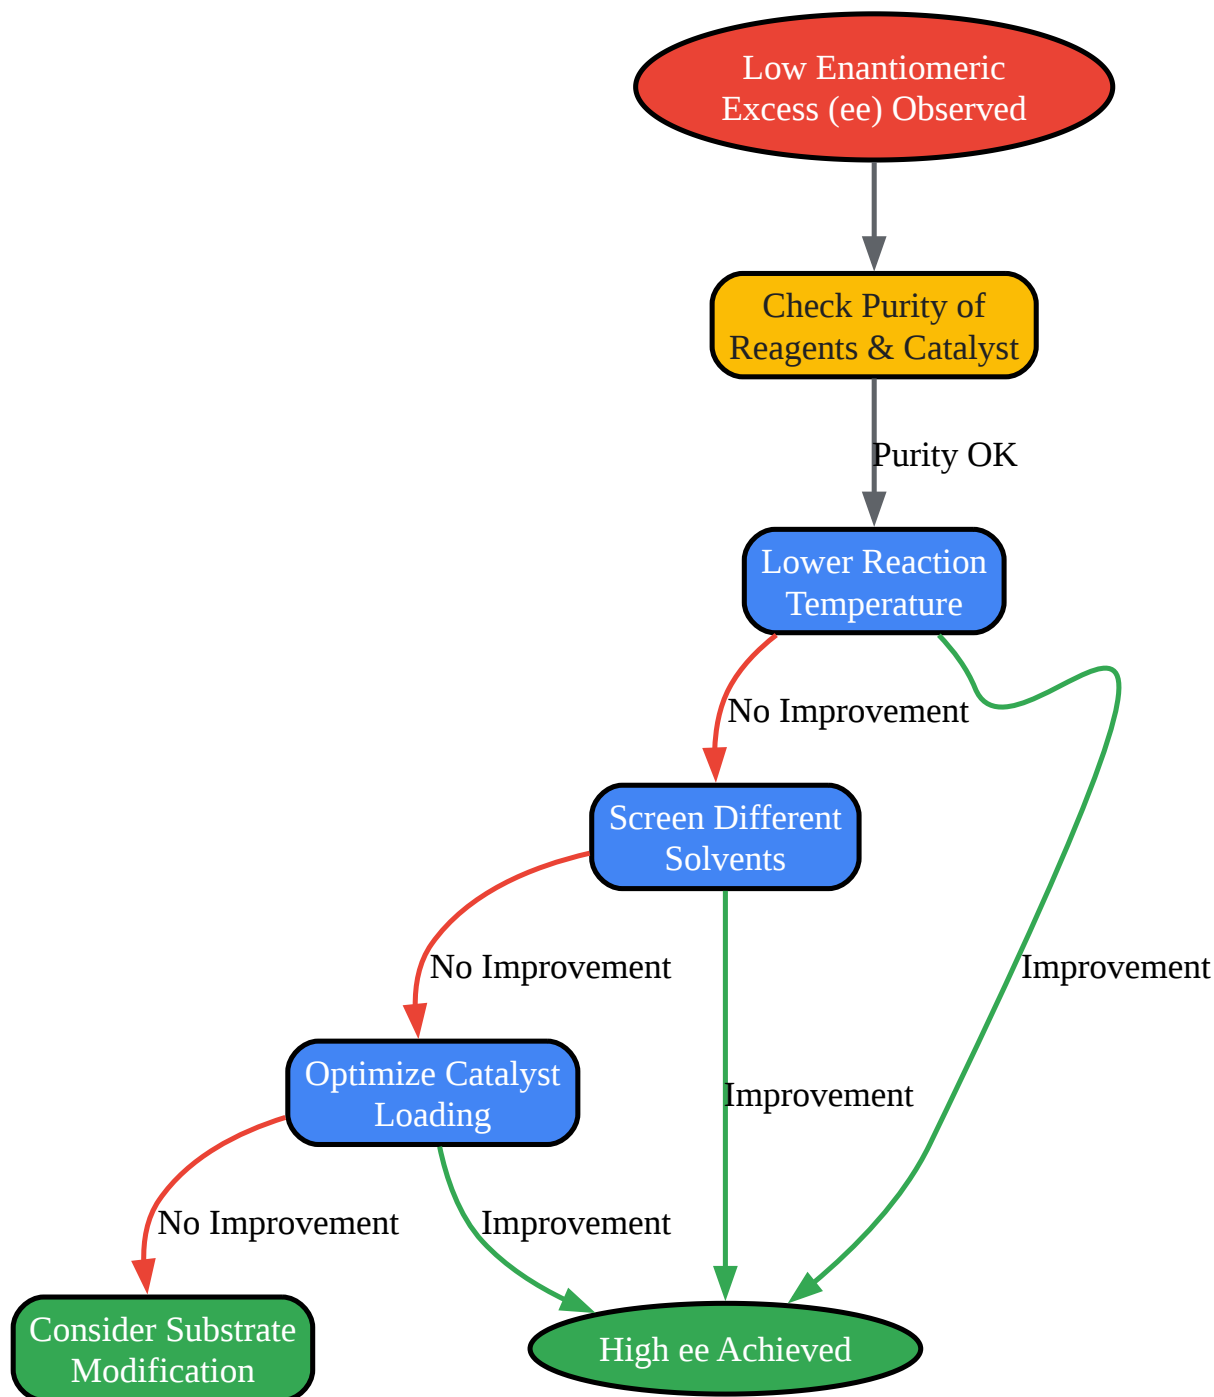 Low Enantiomeric
Excess (ee) Observed
Check Purity of
Reagents & Catalyst
Purity OK
Lower Reaction
Temperature
No Improvement
Screen Different
Solvents
No Improvement
Improvement
Optimize Catalyst
Loading
Improvement
No Improvement
Improvement
Consider Substrate
Modification
High ee Achieved